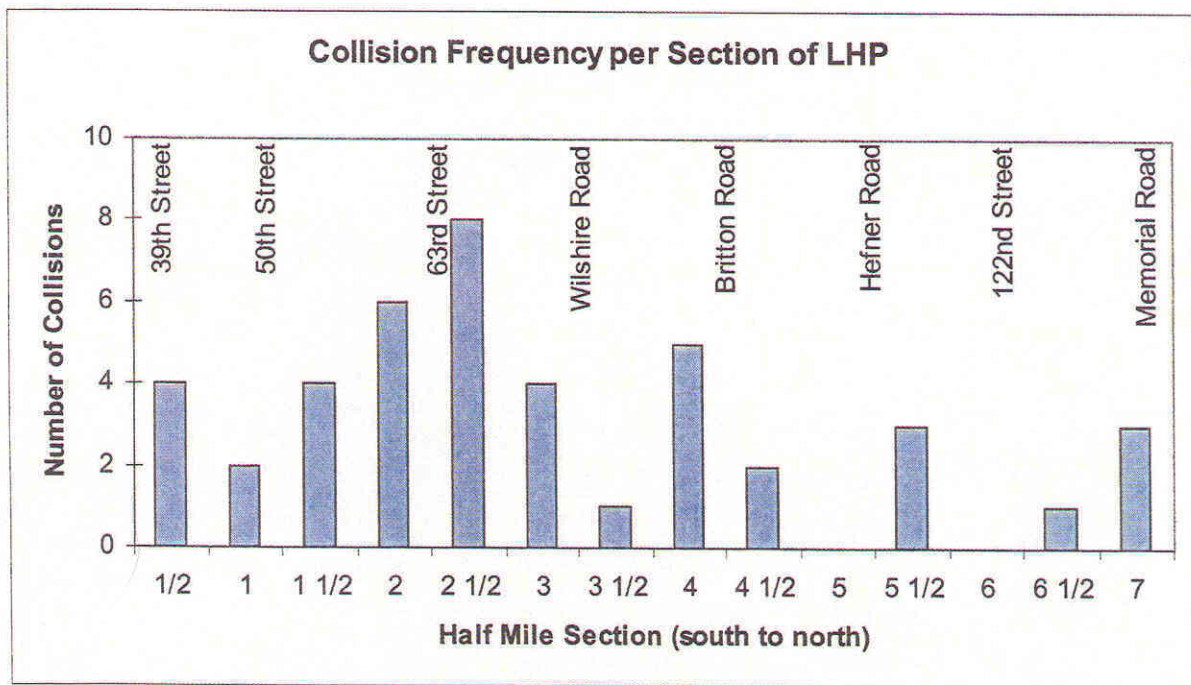 Collision Frequency per Section of LHP
Number of Collisions
10
8
6
4
2
0
39th Street
50th Street
63rd Street
Wilshire Road
Britton Road
Hefner Road
122nd Street
Memorial Road
1/2 1 1 1/2 2 2 1/2 3 3 1/2 4 4 1/2 5 5 1/2 6 6 1/2 7
Half Mile Section (south to north)